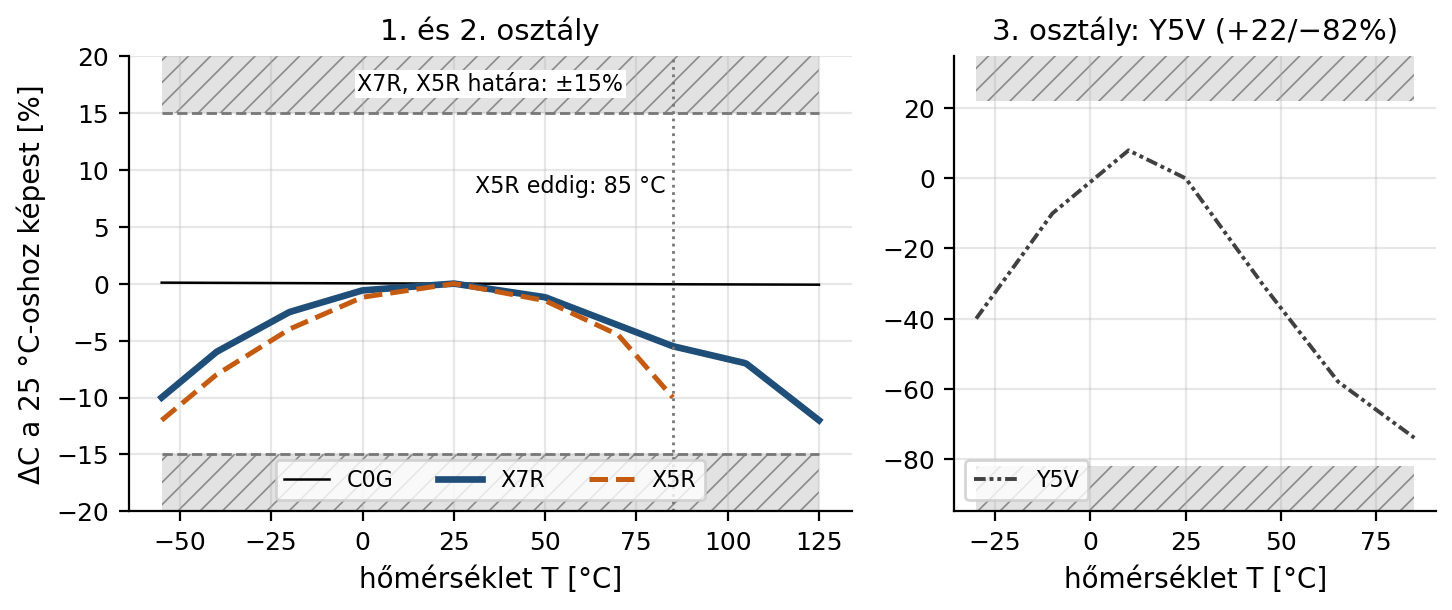 1. és 2. osztály
ΔC a 25 °C-oshoz képest [%]
20
15
10
5
0
−5
−10
−15
−20
X7R, X5R határa: ±15%
X5R eddig: 85 °C
C0G X7R X5R
−50 −25 0 25 50 75 100 125
hőmérséklet T [°C]
3. osztály: Y5V (+22/−82%)
20
0
−20
−40
−60
−80
Y5V
−25 0 25 50 75
hőmérséklet T [°C]